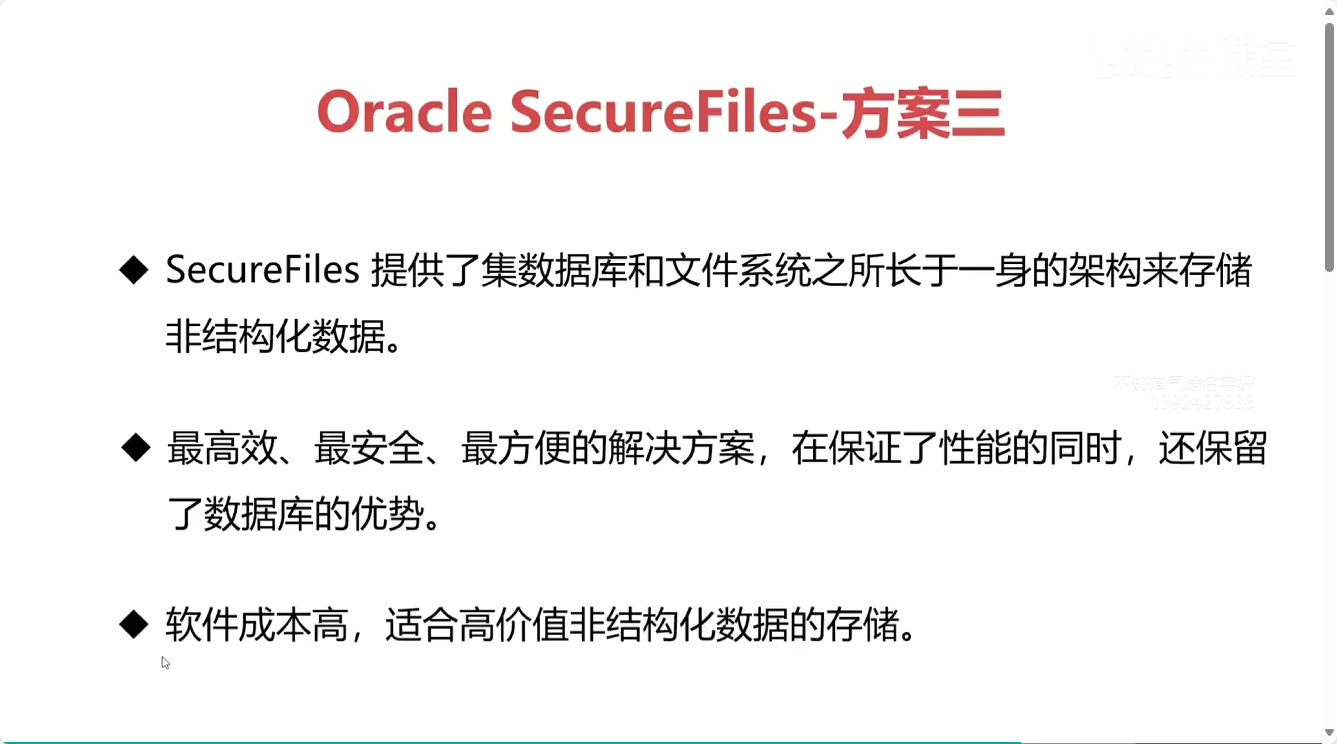 课堂
Oracle SecureFiles-方案三
◆ SecureFiles 提供了集数据库和文件系统之所长于一身的架构来存储
非结构化数据。
1392427833
◆ 最高效、最安全、最方便的解决方案，在保证了性能的同时，还保留
了数据库的优势。
◆ 软件成本高，适合高价值非结构化数据的存储。